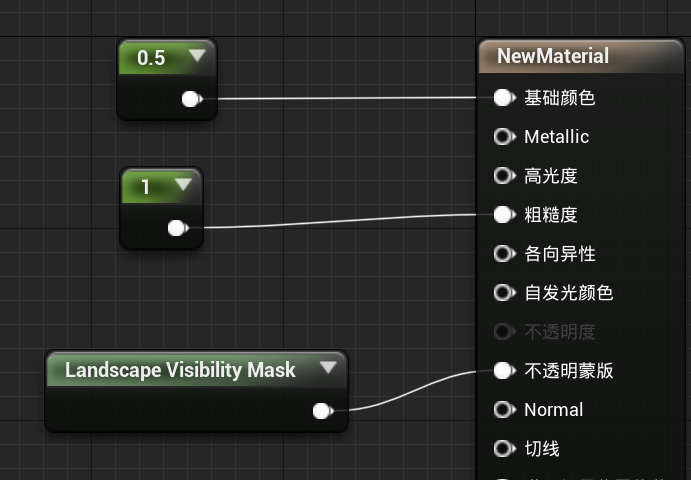 0.5
NewMaterial
基础颜色
Metallic
1
高光度
粗糙度
各向异性
自发光颜色
不透明度
Landscape Visibility Mask
不透明蒙版
Normal
切线